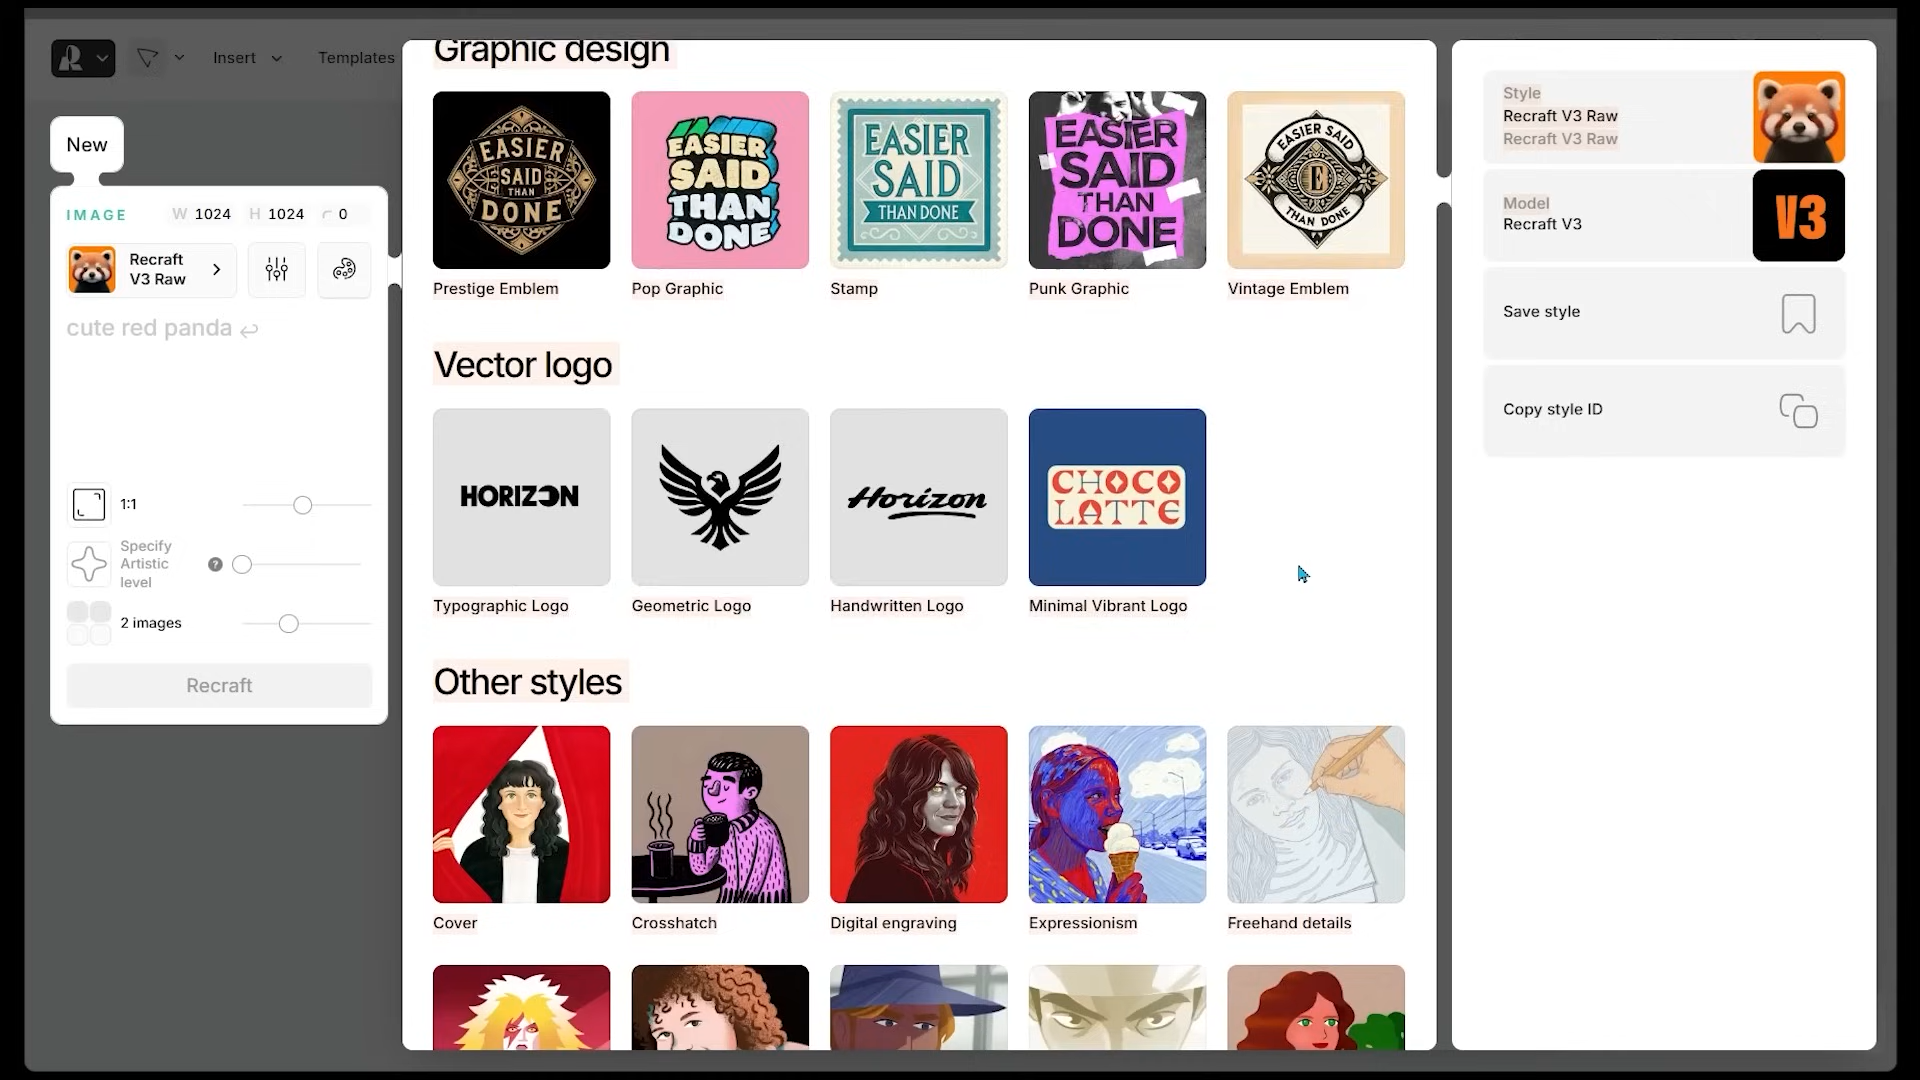 Insert
Templates
New
IMAGE
W 1024 H 1024 0
Recraft
V3 Raw
cute red panda
1:1
Specify
Artistic
level
?
2 images
Recraft
Graphic design
EASIER
SAID
THAN
DONE
EASIER
SAID
THAN
DONE
EASIER
SAID
THAN DONE
EASIER
SAID
THAN
DONE
EASIER SAID
E
THAN DONE
Prestige Emblem
Pop Graphic
Stamp
Punk Graphic
Vintage Emblem
Vector logo
HORIZON
Horizon
CHOCO
LATTE
Typographic Logo
Geometric Logo
Handwritten Logo
Minimal Vibrant Logo
Other styles
Cover
Crosshatch
Digital engraving
Expressionism
Freehand details
Style
Recraft V3 Raw
Recraft V3 Raw
Model
Recraft V3
V3
Save style
Copy style ID